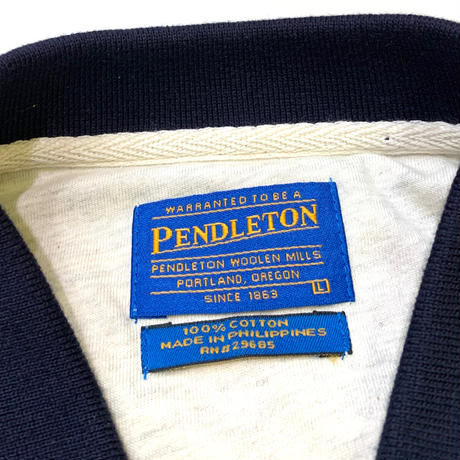 WARRANTED TO BE A
PENDLETON
PENDLETON WOOLEN MILLS
PORTLAND, OREGON
SINCE 1863
L
100% COTTON
MADE IN PHILIPPINES
RN# 29685